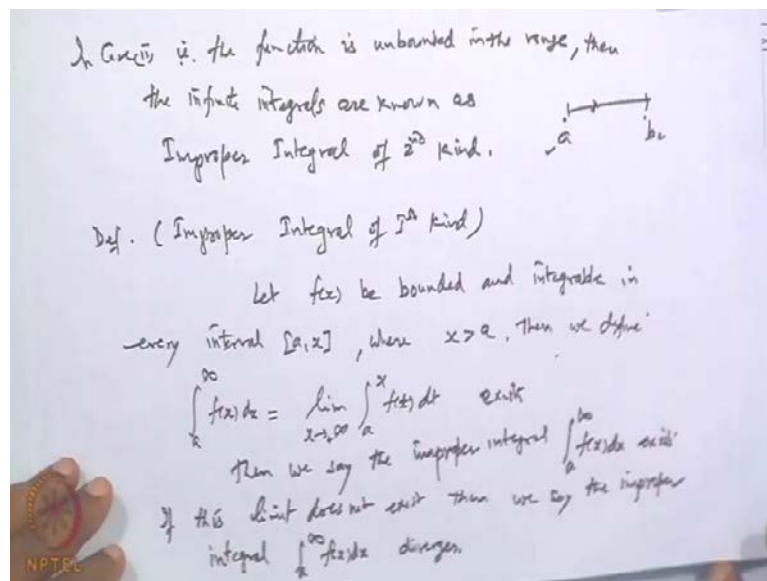 In Case(ii) i.e. the function is unbounded in the range, then
the infinite integrals are known as
Improper Integral of 2nd kind.
a b
Def. (Improper Integral of Ist kind)
Let f(x) be bounded and integrable in
every interval [a, x], where x > a. Then we define
∫_a^∞ f(x) dx = lim_{x→∞} ∫_a^x f(t) dt exists
Then we say the improper integral ∫_a^∞ f(x)dx exists
If this limit does not exist then we say the improper
integral ∫_a^∞ f(x)dx diverges.
NPTEL